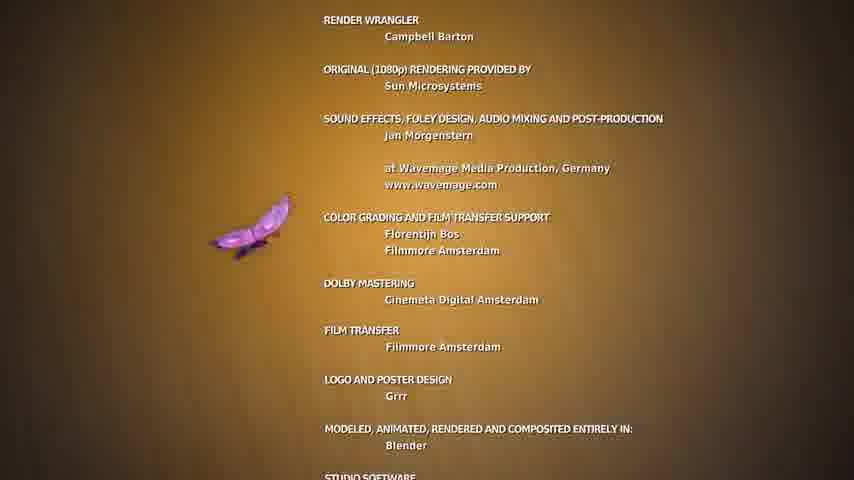 RENDER WRANGLER
Campbell Barton
ORIGINAL (1080p) RENDERING PROVIDED BY
Sun Microsystems
SOUND EFFECTS, FOLEY DESIGN, AUDIO MIXING AND POST-PRODUCTION
Jan Morgenstern
at Wavemage Media Production, Germany
www.wavemage.com
COLOR GRADING AND FILM TRANSFER SUPPORT
Florentijn Bos
Filmmore Amsterdam
DOLBY MASTERING
Cinemeta Digital Amsterdam
FILM TRANSFER
Filmmore Amsterdam
LOGO AND POSTER DESIGN
Grrr
MODELED, ANIMATED, RENDERED AND COMPOSITED ENTIRELY IN:
Blender
STUDIO SOFTWARE